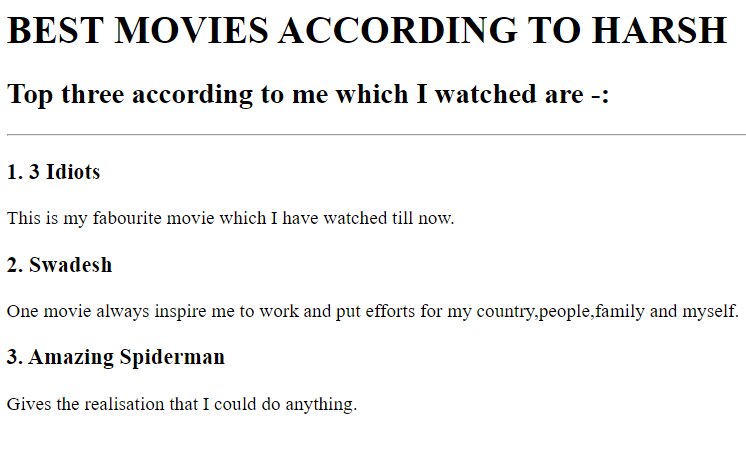 BEST MOVIES ACCORDING TO HARSH
Top three according to me which I watched are -:
1. 3 Idiots
This is my fabourite movie which I have watched till now.
2. Swadesh
One movie always inspire me to work and put efforts for my country,people,family and myself.
3. Amazing Spiderman
Gives the realisation that I could do anything.